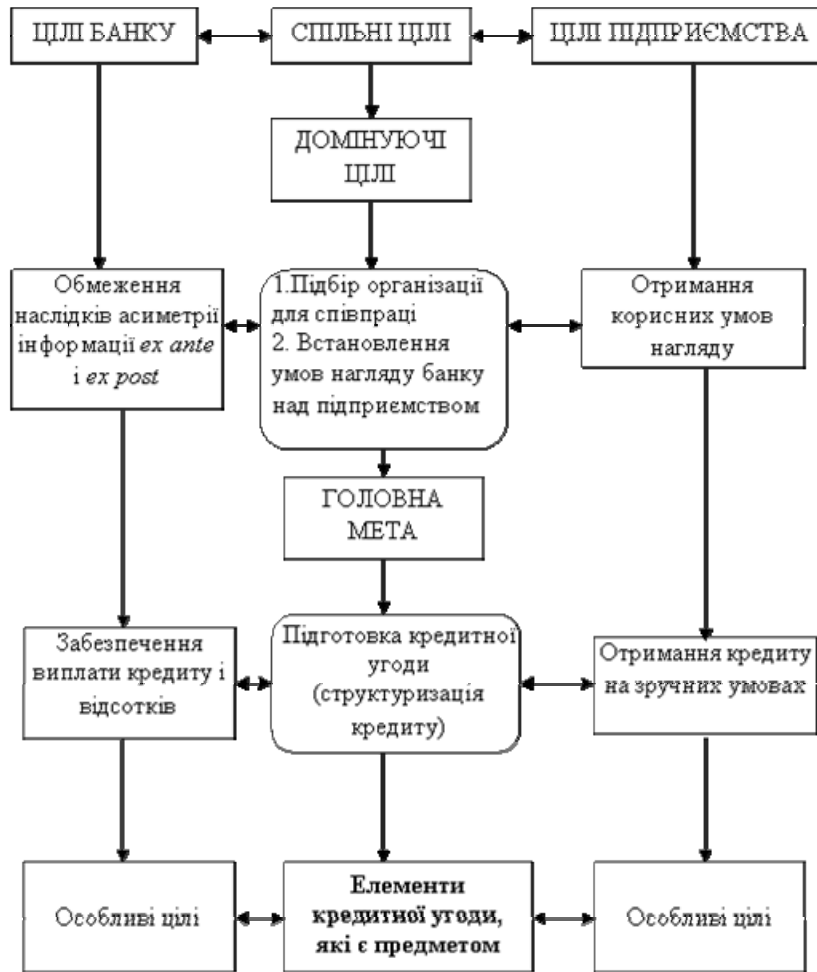 ЦІЛІ БАНКУ
СПІЛЬНІ ЦІЛІ
ЦІЛІ ПІДПРИЄМСТВА
ДОМІНУЮЧІ
ЦІЛІ
Обмеження
наслідків асиметрії
інформації ex ante
і ex post
1.Підбір організації
для співпраці
2. Встановлення
умов нагляду банку
над підприємством
Отримання
корисних умов
нагляду
ГОЛОВНА
МЕТА
Забезпечення
виплати кредиту і
відсотків
Підготовка кредитної
угоди
(структуризація
кредиту)
Отримання кредиту
на зручних умовах
Особливі цілі
Елементи
кредитної угоди,
які є предметом
Особливі цілі